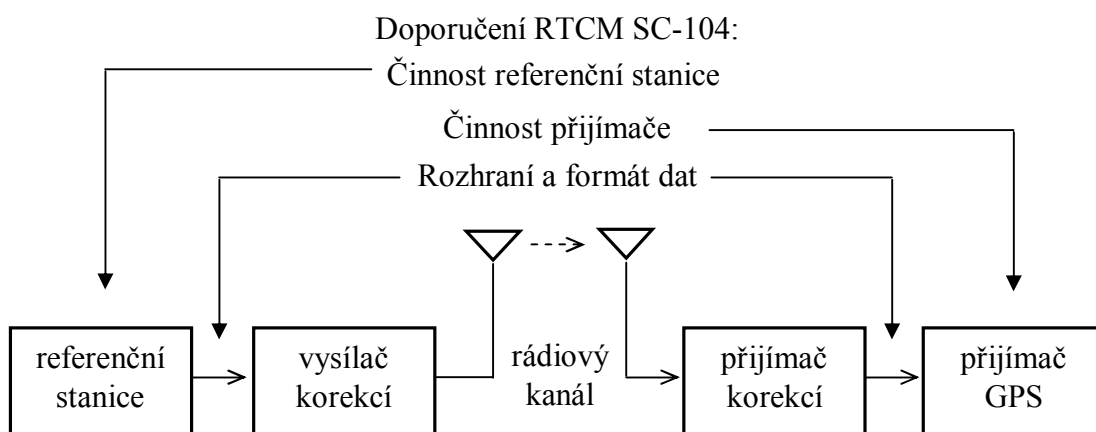 Doporučení RTCM SC-104:
Činnost referenční stanice
Činnost přijímače
Rozhraní a formát dat
referenční
stanice
vysílač
korekcí
rádiový
kanál
přijímač
korekcí
přijímač
GPS